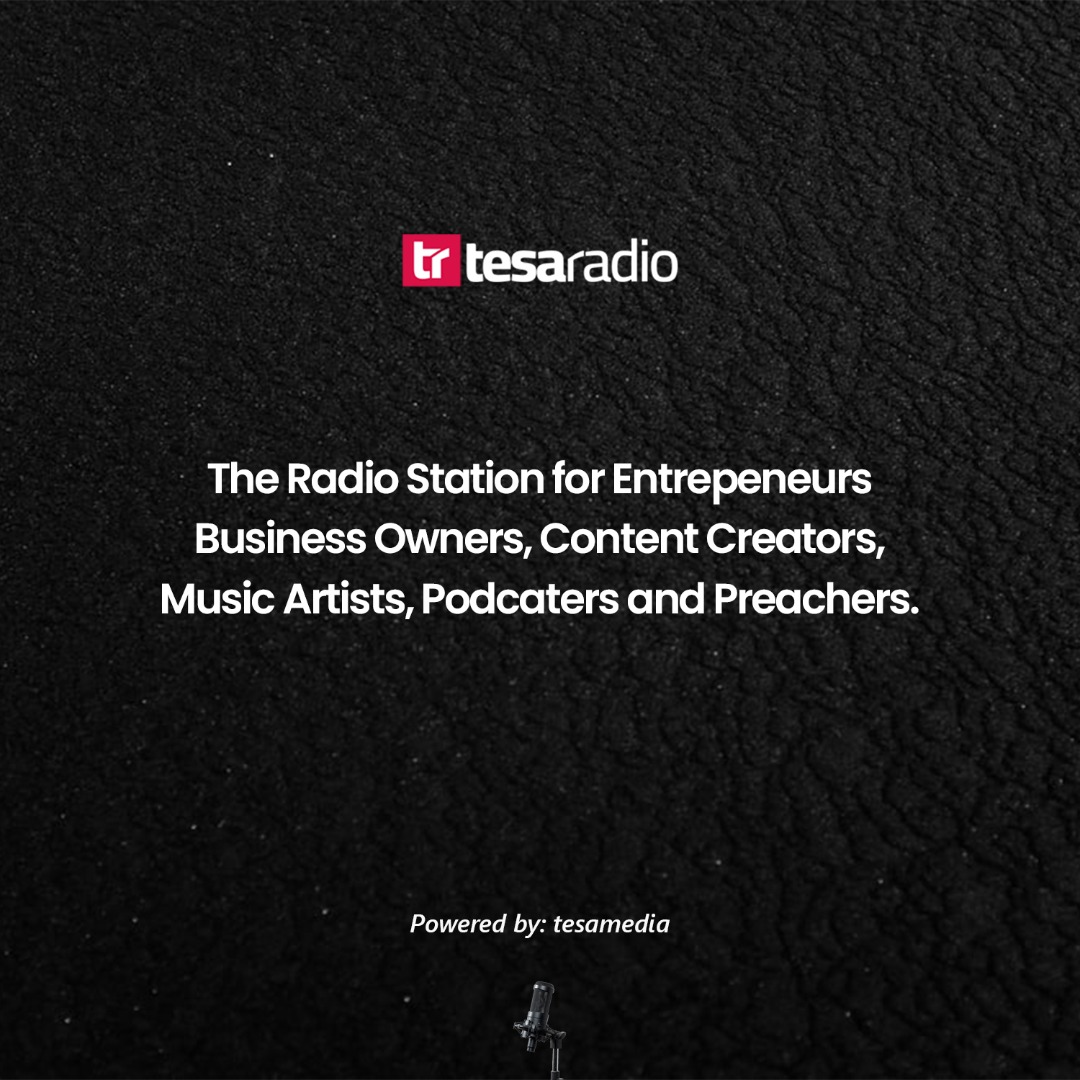 tr tesaradio
The Radio Station for Entrepeneurs
Business Owners, Content Creators,
Music Artists, Podcaters and Preachers.
Powered by: tesamedia